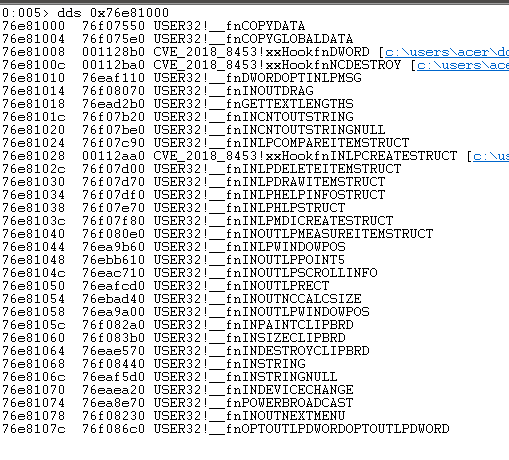 0:005> dds 0x76e81000
76e81000 76f07550 USER32!__fnCOPYDATA
76e81004 76f075e0 USER32!__fnCOPYGLOBALDATA
76e81008 001128b0 CVE_2018_8453!xxHookfnDWORD [c:\users\acer\do
76e8100c 00112ba0 CVE_2018_8453!xxHookfnNCDESTROY [c:\users\ace
76e81010 76eaf110 USER32!__fnDWORDOPTINLPMSG
76e81014 76f08070 USER32!__fnINOUTDRAG
76e81018 76ead2b0 USER32!__fnGETTEXTLENGTHS
76e8101c 76f07b20 USER32!__fnINCNTOUTSTRING
76e81020 76f07be0 USER32!__fnINCNTOUTSTRINGNULL
76e81024 76f07c90 USER32!__fnINLPCOMPAREITEMSTRUCT
76e81028 00112aa0 CVE_2018_8453!xxHookfnINLPCREATESTRUCT [c:\us
76e8102c 76f07d00 USER32!__fnINLPDELETEITEMSTRUCT
76e81030 76f07d70 USER32!__fnINLPDRAWITEMSTRUCT
76e81034 76f07df0 USER32!__fnINLPHELPINFOSTRUCT
76e81038 76f07e70 USER32!__fnINLPHLPSTRUCT
76e8103c 76f07f80 USER32!__fnINLPMDICREATESTRUCT
76e81040 76f080e0 USER32!__fnINOUTLPMEASUREITEMSTRUCT
76e81044 76ea9b60 USER32!__fnINLPWINDOWPOS
76e81048 76ebb610 USER32!__fnINOUTLPPOINT5
76e8104c 76eac710 USER32!__fnINOUTLPSCROLLINFO
76e81050 76eafcd0 USER32!__fnINOUTLPRECT
76e81054 76ebad40 USER32!__fnINOUTNCCALCSIZE
76e81058 76ea9a00 USER32!__fnINOUTLPWINDOWPOS
76e8105c 76f082a0 USER32!__fnINPAINTCLIPBRD
76e81060 76f083b0 USER32!__fnINSIZECLIPBRD
76e81064 76eae570 USER32!__fnINDESTROYCLIPBRD
76e81068 76f08440 USER32!__fnINSTRING
76e8106c 76eaf5d0 USER32!__fnINSTRINGNULL
76e81070 76eaea20 USER32!__fnINDEVICECHANGE
76e81074 76ea8e70 USER32!__fnPOWERBROADCAST
76e81078 76f08230 USER32!__fnINOUTNEXTMENU
76e8107c 76f086c0 USER32!__fnOPTOUTLPDWORDOPTOUTLPDWORD